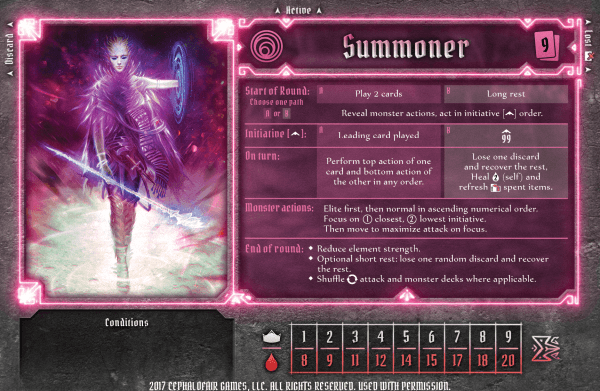 Active
Discard
Lost
Summoner
9
Start of Round:
Choose one path
A or B
A Play 2 cards
B Long rest
Reveal monster actions, act in initiative [ ] order.
Initiative [ ]:
A Leading card played
B 99
On turn:
Perform top action of one
card and bottom action of
the other in any order.
Lose one discard
and recover the rest.
Heal 2 (self) and
refresh spent items.
Monster actions:
Elite first, then normal in ascending numerical order.
Focus on ① closest, ② lowest initiative.
Then move to maximize attack on focus.
End of round:
• Reduce element strength.
• Optional short rest: lose one random discard and recover
the rest.
• Shuffle attack and monster decks where applicable.
Conditions
1 2 3 4 5 6 7 8 9
8 9 11 12 14 15 17 18 20
2017 CEPHALOFAIR GAMES, LLC. ALL RIGHTS RESERVED. USED WITH PERMISSION.